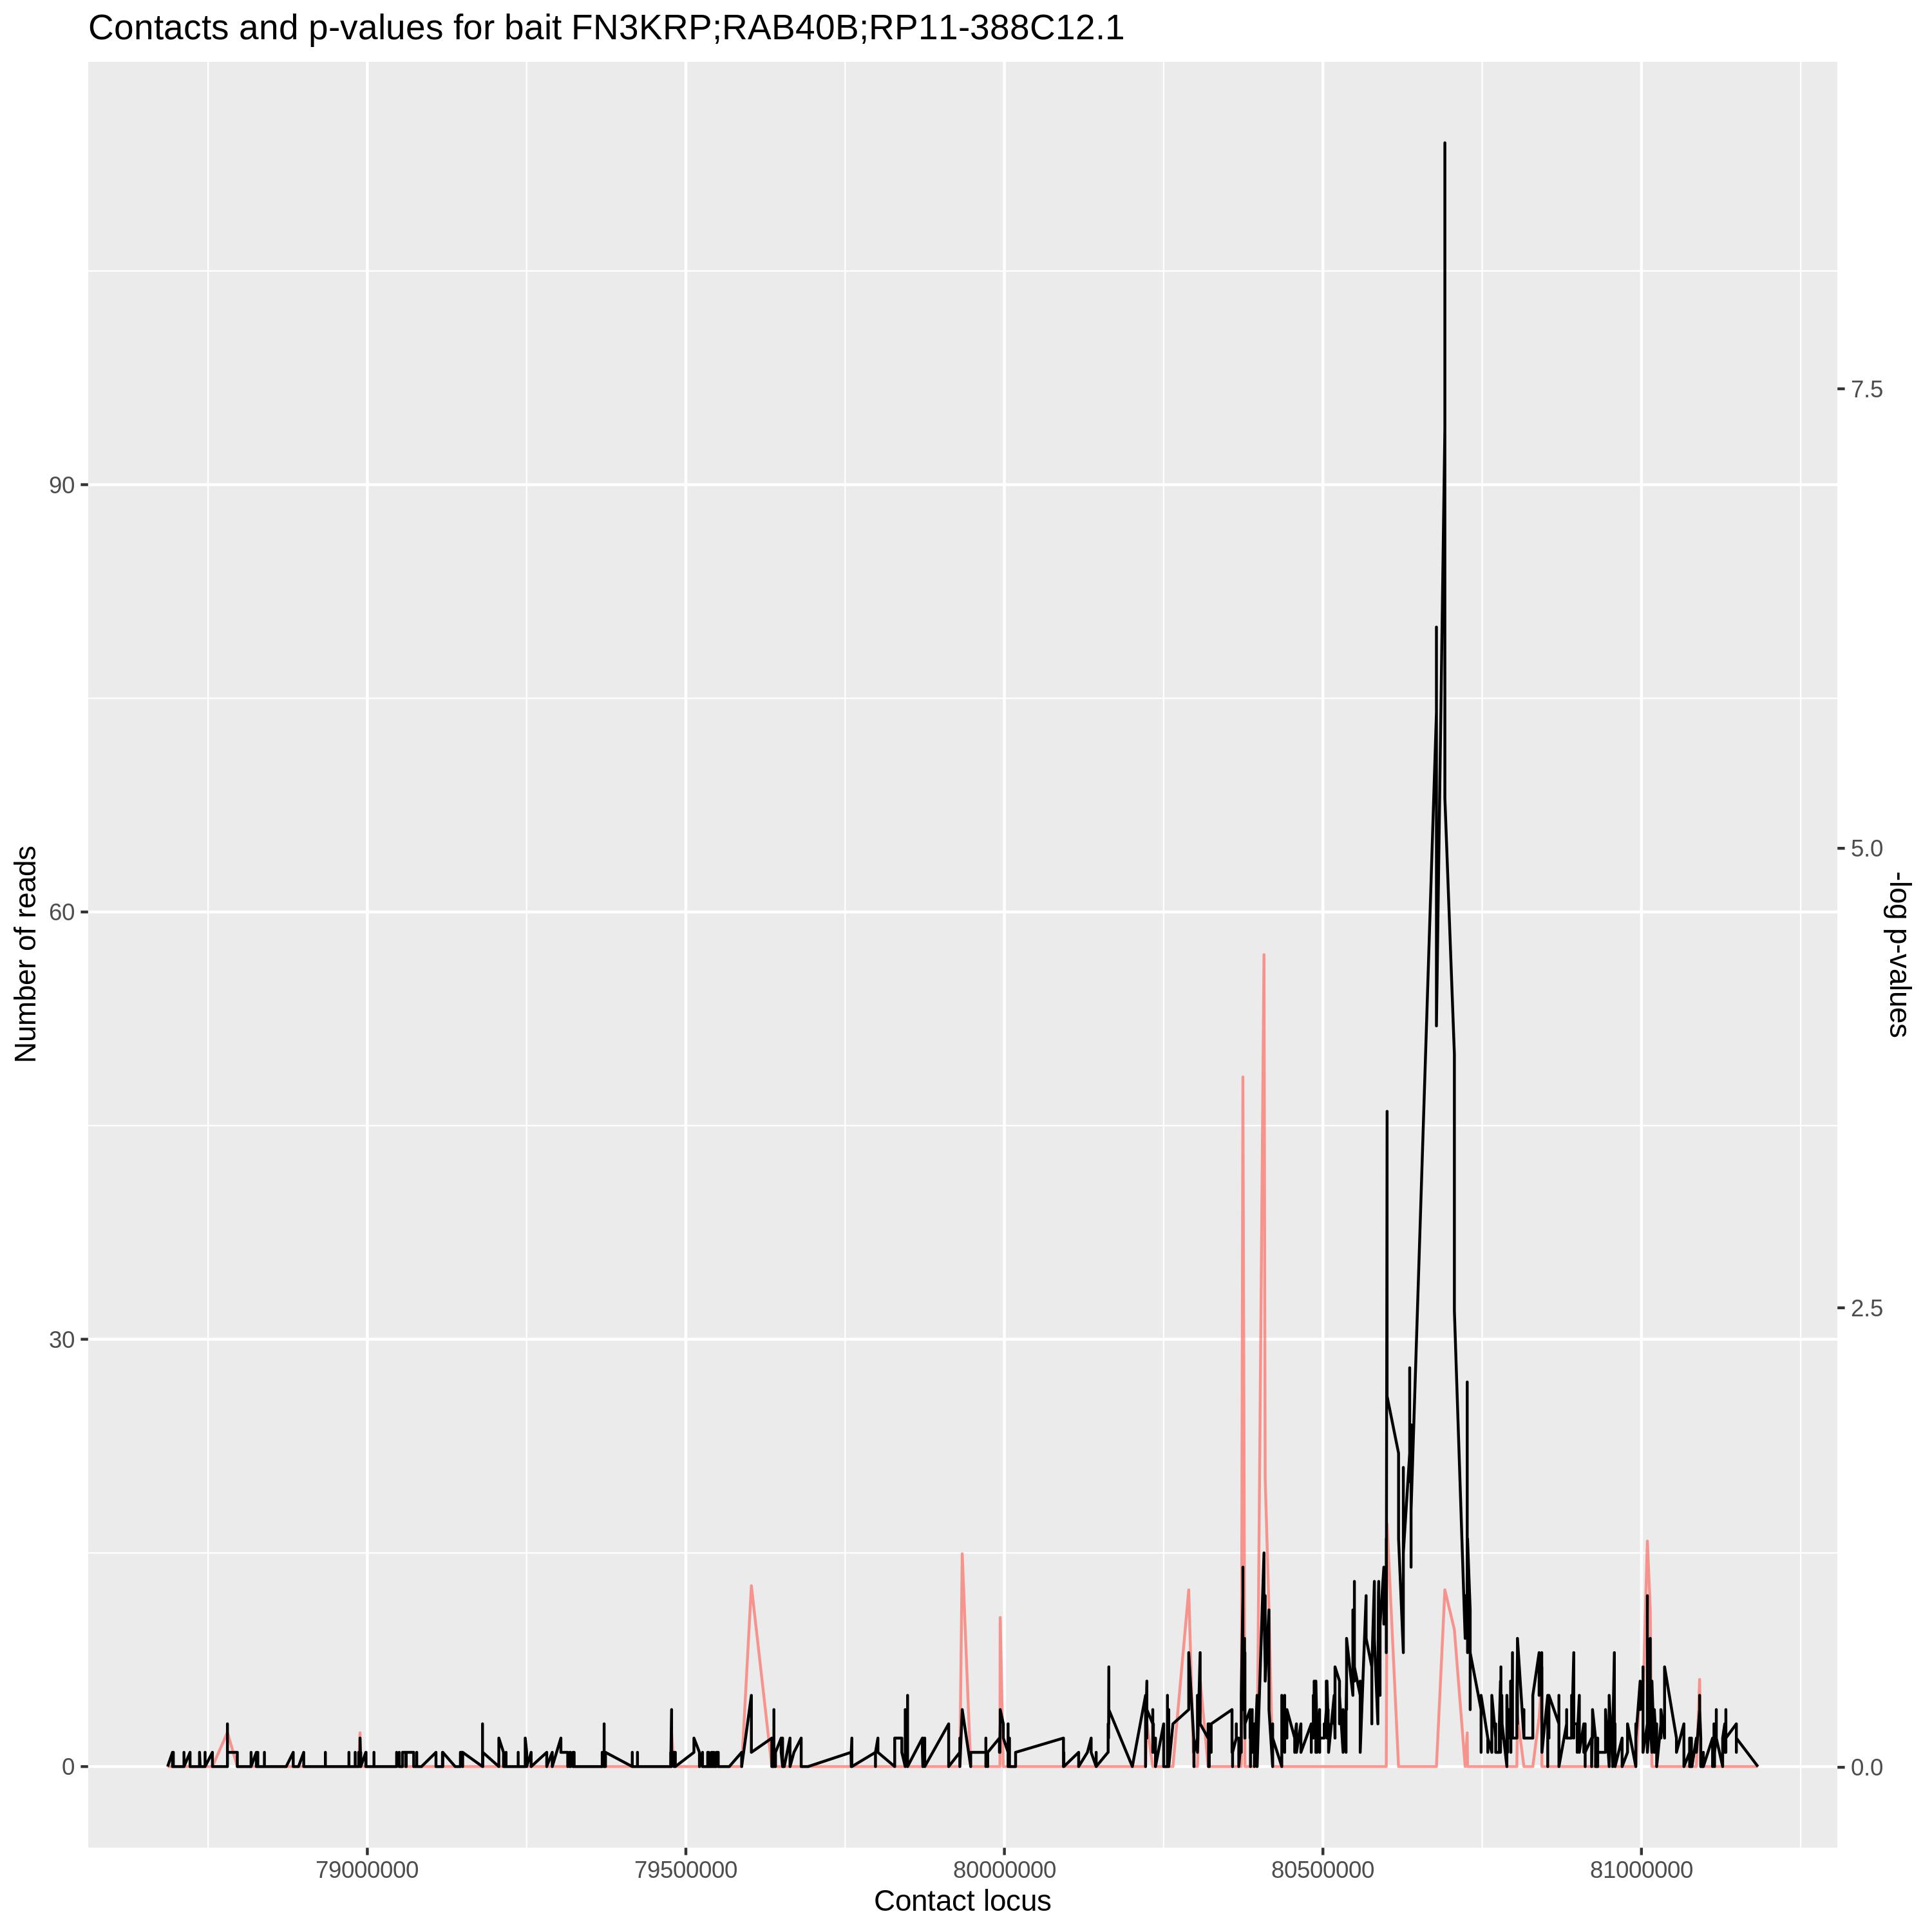 Contacts and p-values for bait FN3KRP;RAB40B;RP11-388C12.1
Number of reads
90
60
30
0
7.5
5.0
2.5
0.0
-log p-values
79000000 79500000 80000000 80500000 81000000
Contact locus